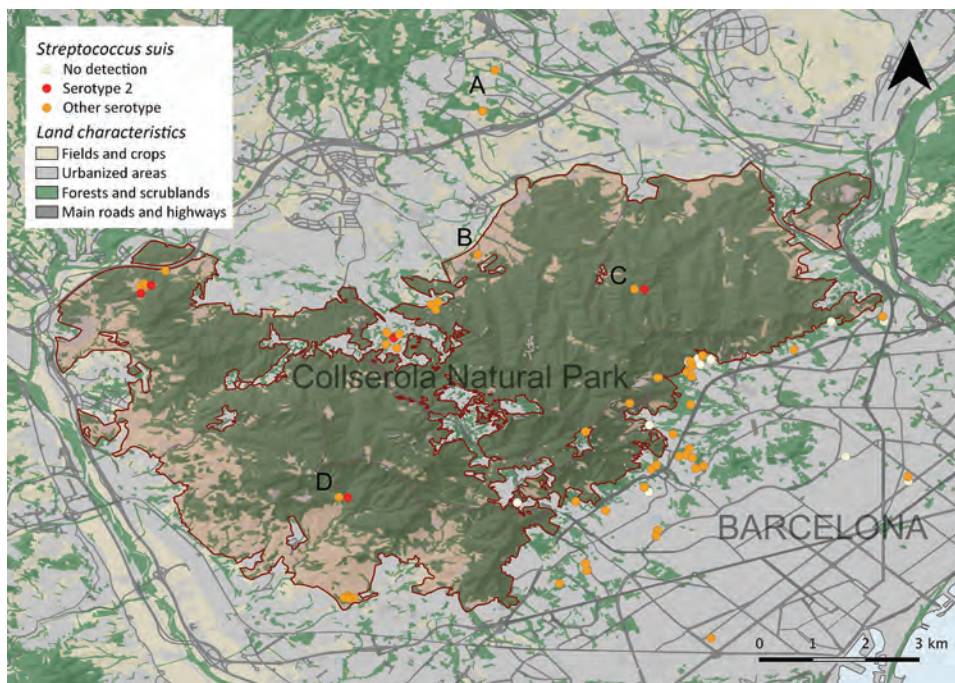 Streptococcus suis
No detection
Serotype 2
Other serotype
Land characteristics
Fields and crops
Urbanized areas
Forests and scrublands
Main roads and highways
A
B
C
Collserola Natural Park
D
BARCELONA
0 1 2 3 km